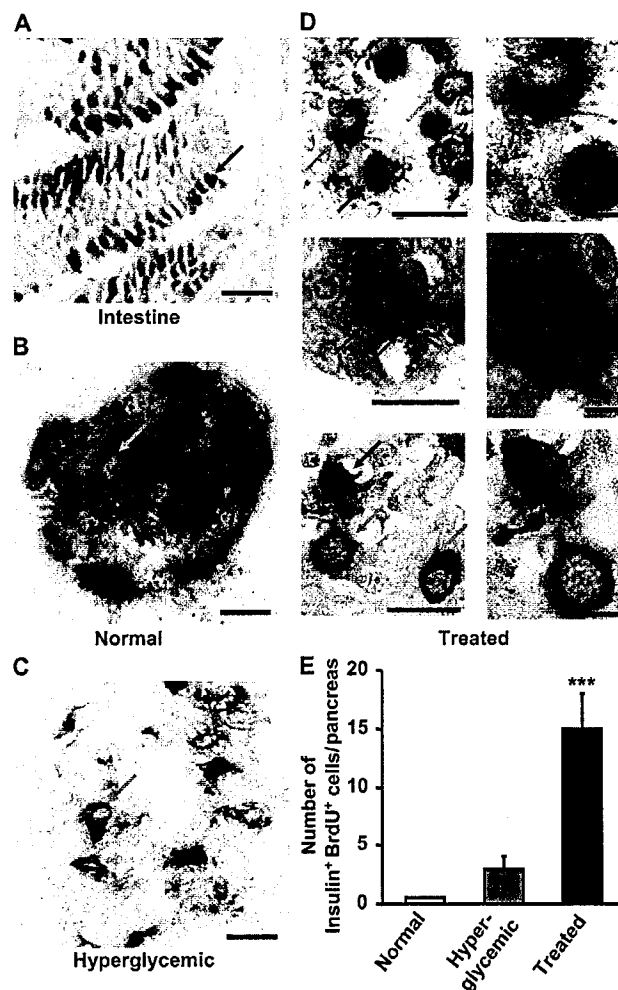 A
Intestine
B
Normal
C
Hyperglycemic
D
Treated
E
Number of
Insulin⁺ BrdU⁺ cells/pancreas
20
15
10
5
0
***
Normal
Hyper-
glycemic
Treated